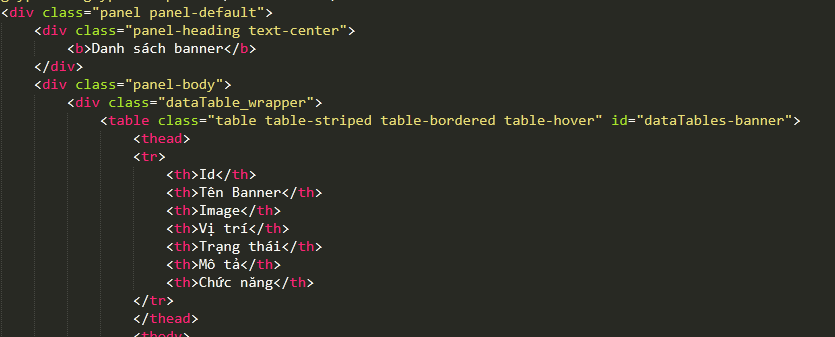 <div class="panel panel-default">
<div class="panel-heading text-center">
<b>Danh sách banner</b>
</div>
<div class="panel-body">
<div class="dataTable_wrapper">
<table class="table table-striped table-bordered table-hover" id="dataTables-banner">
<thead>
<tr>
<th>Id</th>
<th>Tên Banner</th>
<th>Image</th>
<th>Vị trí</th>
<th>Trạng thái</th>
<th>Mô tả</th>
<th>Chức năng</th>
</tr>
</thead>
<tbody>